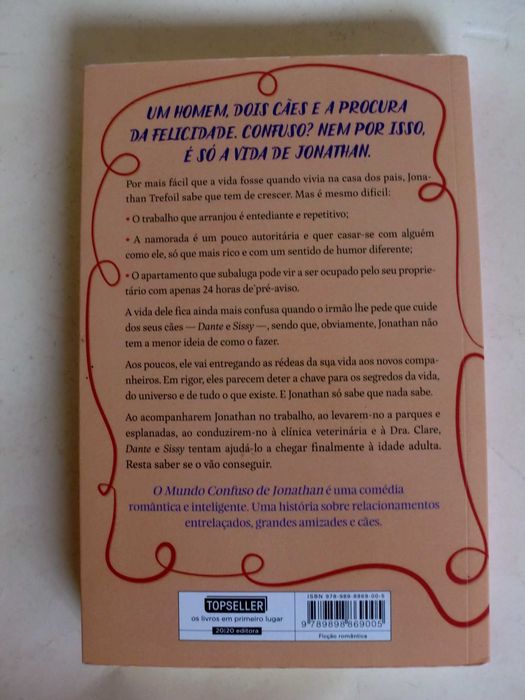 UM HOMEM, DOIS CÃES E A PROCURA
DA FELICIDADE. CONFUSO? NEM POR ISSO,
É SÓ A VIDA DE JONATHAN.
Por mais fácil que a vida fosse quando vivia na casa dos pais, Jona-
than Trefoil sabe que tem de crescer. Mas é mesmo difícil:
• O trabalho que arranjou é entediante e repetitivo;
• A namorada é um pouco autoritária e quer casar-se com alguém
como ele, só que mais rico e com um sentido de humor diferente;
• O apartamento que subaluga pode vir a ser ocupado pelo seu proprie-
tário com apenas 24 horas de pré-aviso.
A vida dele fica ainda mais confusa quando o irmão lhe pede que cuide
dos seus cães — Dante e Sissy —, sendo que, obviamente, Jonathan não
tem a menor ideia de como o fazer.
Aos poucos, ele vai entregando as rédeas da sua vida aos novos compa-
nheiros. Em rigor, eles parecem deter a chave para os segredos da vida,
do universo e de tudo o que existe. E Jonathan só sabe que nada sabe.
Ao acompanharem Jonathan no trabalho, ao levarem-no a parques e
esplanadas, ao conduzirem-no à clínica veterinária e à Dra. Clare,
Dante e Sissy tentam ajudá-lo a chegar finalmente à idade adulta.
Resta saber se o vão conseguir.
O Mundo Confuso de Jonathan é uma comédia
romântica e inteligente. Uma história sobre relacionamentos
entrelaçados, grandes amizades e cães.
TOPSELLER
os livros em primeiro lugar
20|20 editora
ISBN 978-989-8869-00-5
9 789898 869005
Ficção romântica